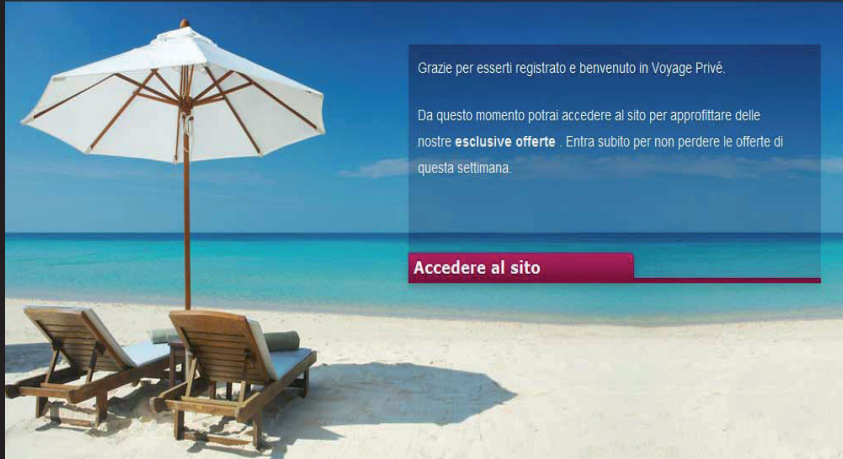 Grazie per esserti registrato e benvenuto in Voyage Privé.
Da questo momento potrai accedere al sito per approfittare delle
nostre esclusive offerte . Entra subito per non perdere le offerte di
questa settimana.
Accedere al sito